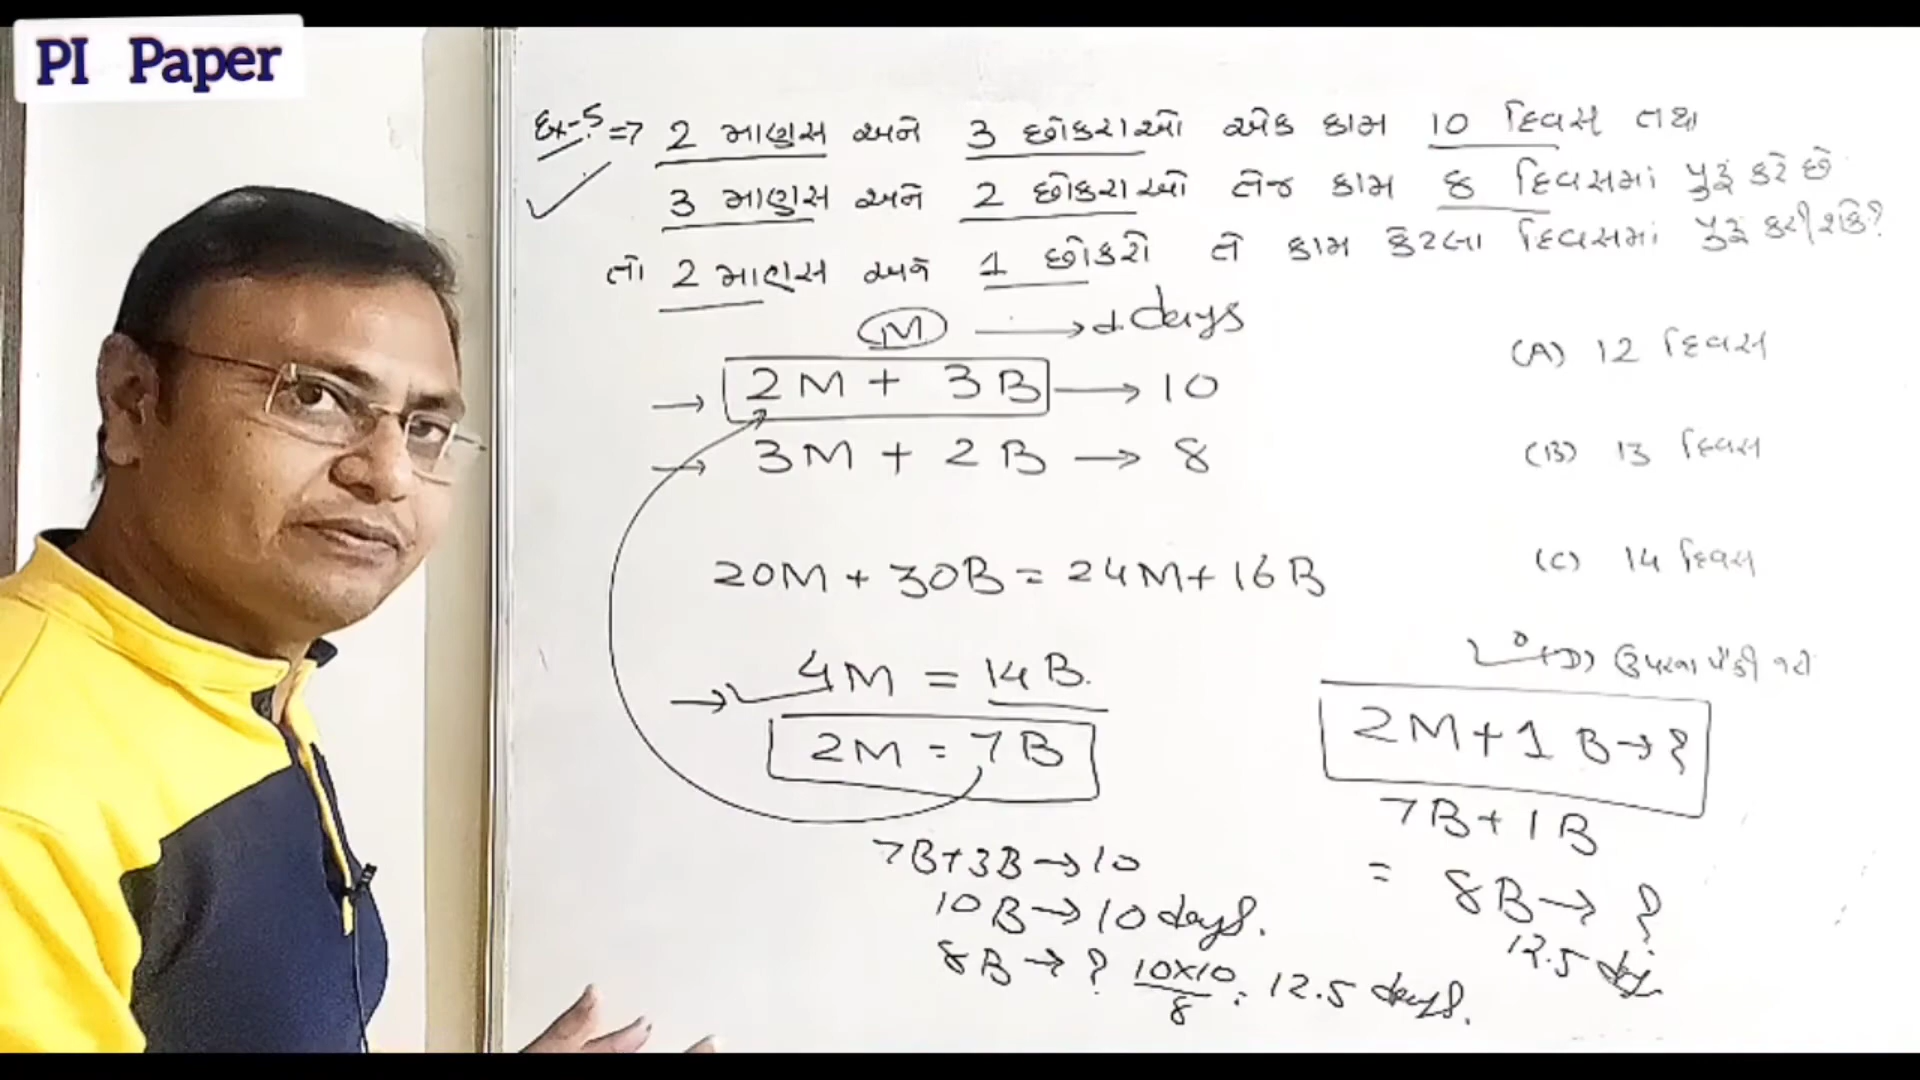 PI Paper
Ex-5 ⇒ 2 માણસ અને 3 છોકરાઓ એક કામ 10 દિવસ તથા
3 માણસ અને 2 છોકરાઓ તેજ કામ 8 દિવસમાં પુરૂં કરે છે
તો 2 માણસ અને 1 છોકરો તે કામ કેટલા દિવસમાં પુરૂં કરી શકે?
M → d days
(A) 12 દિવસ
→ 2M + 3B → 10
→ 3M + 2B → 8
(B) 13 દિવસ
20M + 30B = 24M + 16B
(C) 14 દિવસ
(D) ઉપરના પૈકી નહી
→ 4M = 14B.
2M = 7B
2M + 1B → ?
7B + 1B
7B + 3B → 10
= 8B → ?
10B → 10 days.
12.5 day
8B → ? 10×10/8 = 12.5 days.